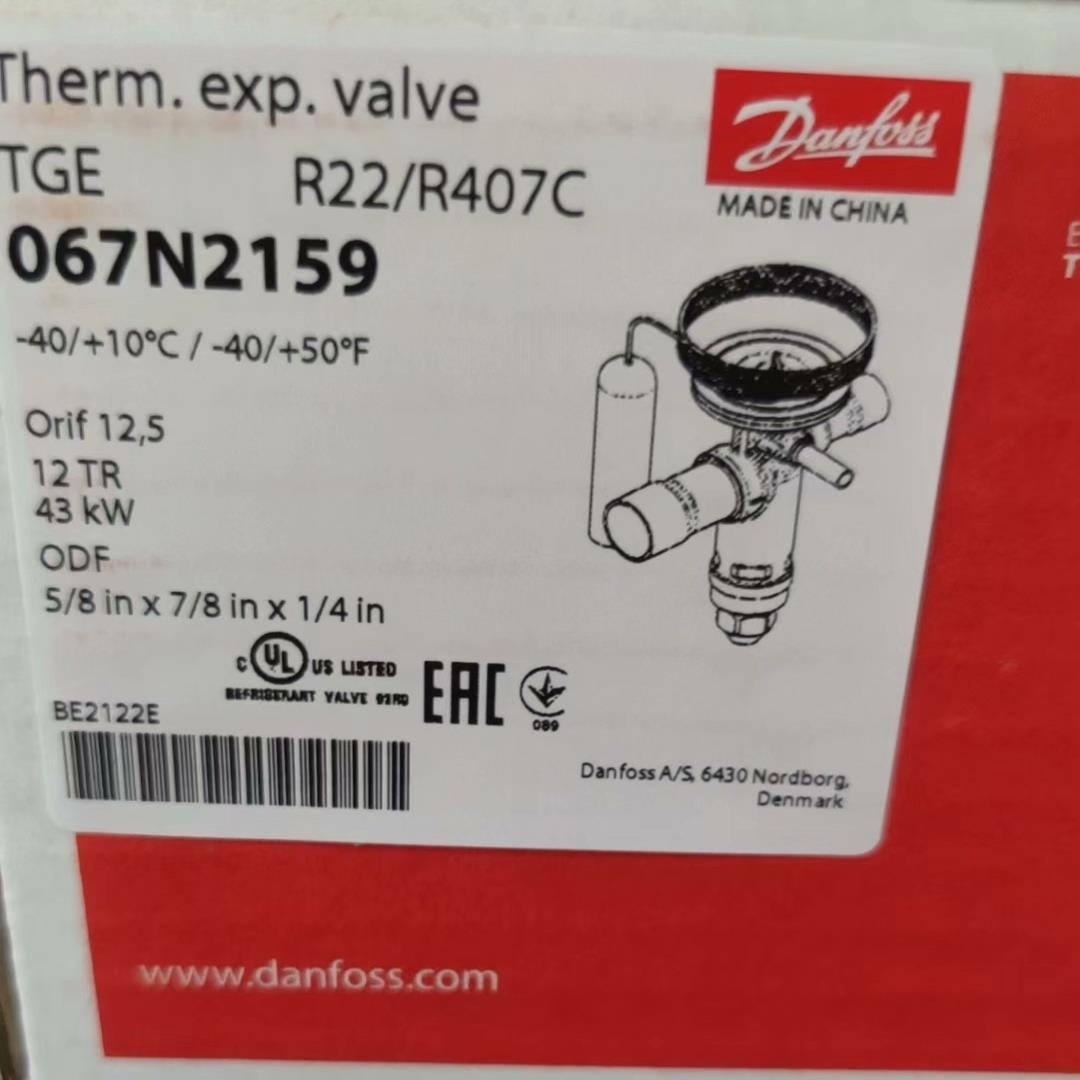 Therm. exp. valve
Danfoss
MADE IN CHINA
TGE R22/R407C
067N2159
-40/+10°C / -40/+50°F
Orif 12,5
12 TR
43 kW
ODF
5/8 in x 7/8 in x 1/4 in
C UL US LISTED
REFRIGERANT VALVE 92RD
EAC
089
BE2122E
Danfoss A/S, 6430 Nordborg,
Denmark
www.danfoss.com